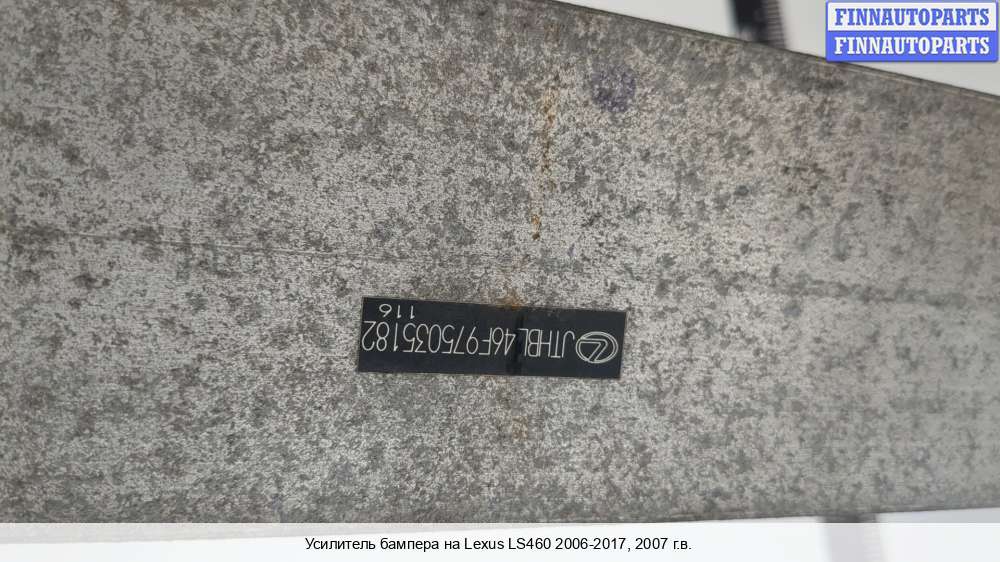 FINNAUTOPARTS
FINNAUTOPARTS
JTHBL46F975035182
116
Усилитель бампера на Lexus LS460 2006-2017, 2007 г.в.